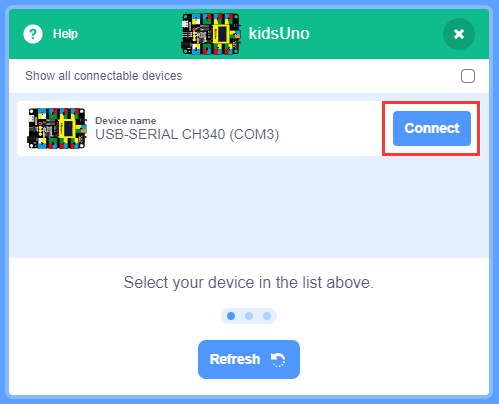 ? Help
kidsUno
Show all connectable devices
Device name
USB-SERIAL CH340 (COM3)
Connect
Select your device in the list above.
Refresh